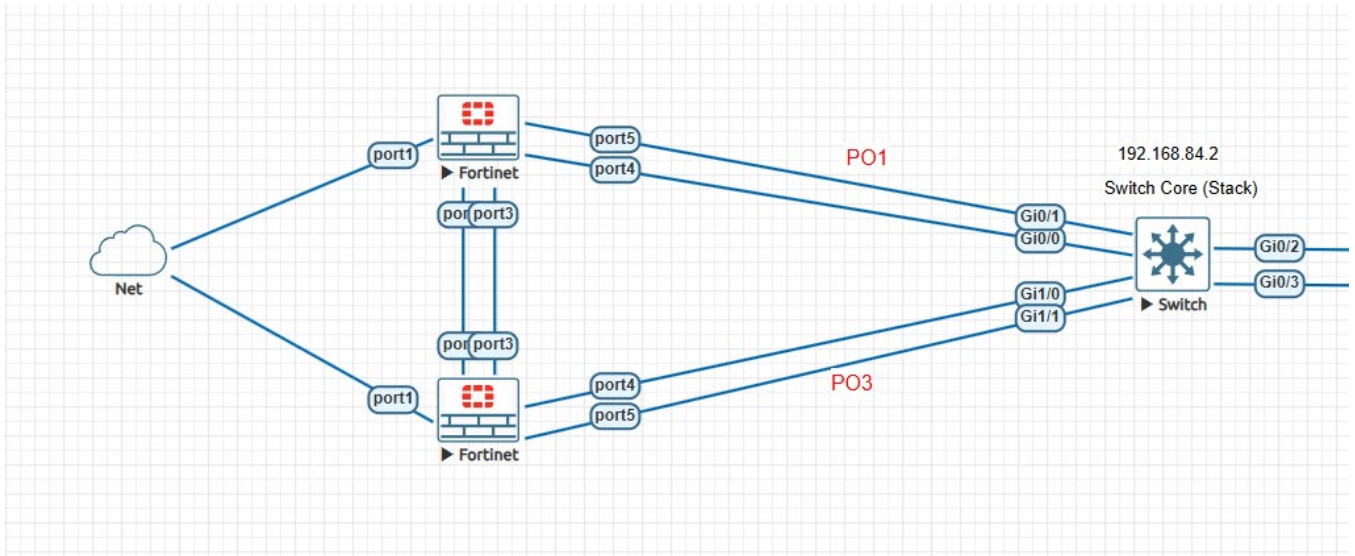 port1
Fortinet
port5
port4
PO1
192.168.84.2
Switch Core (Stack)
port3
Gi0/1
Gi0/0
Gi0/2
Net
Gi0/3
Gi1/0
Gi1/1
Switch
port3
port1
port4
port5
PO3
Fortinet